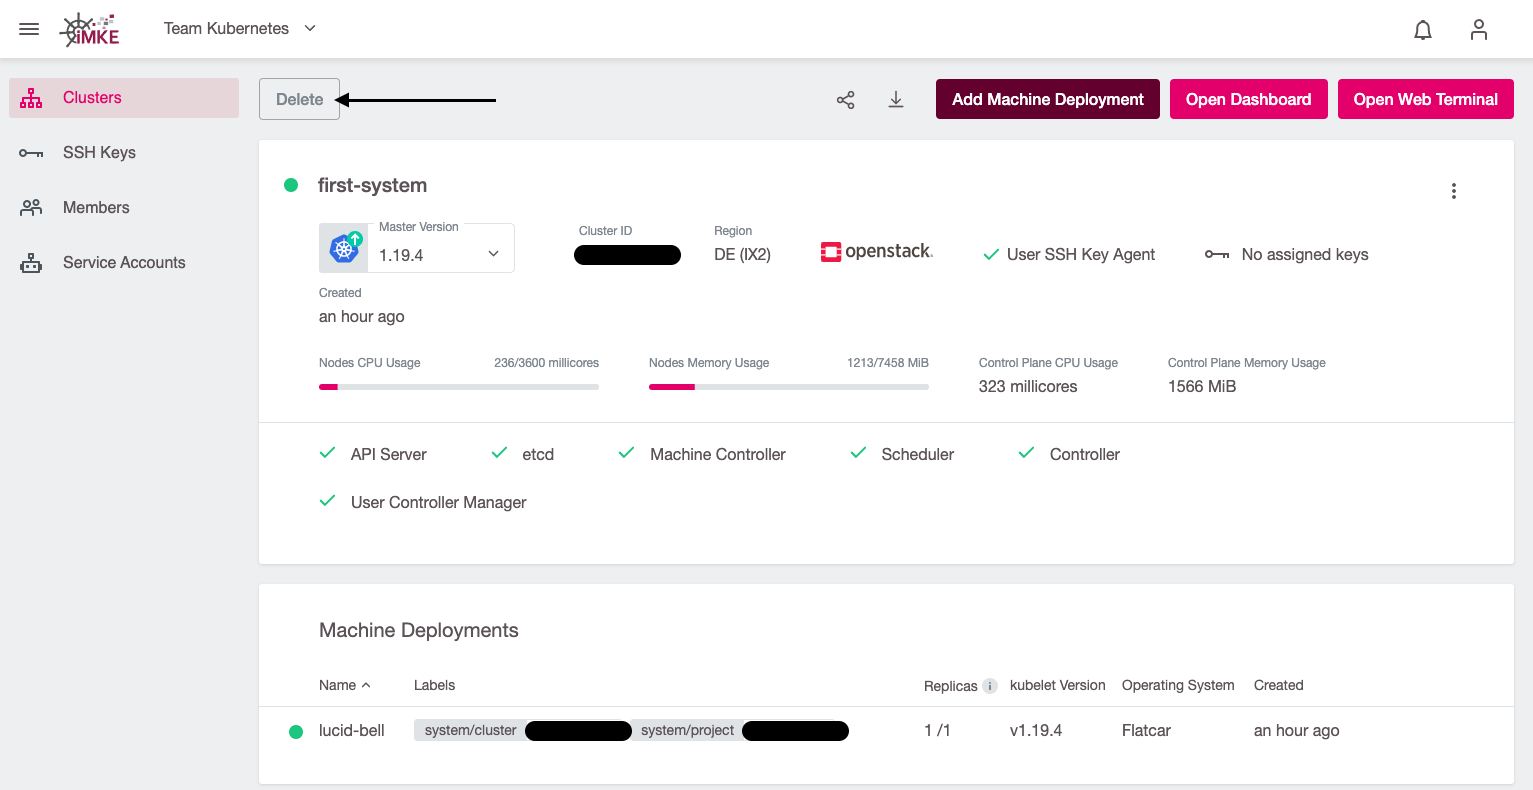 iMKE
Team Kubernetes
Clusters
SSH Keys
Members
Service Accounts
Delete
Add Machine Deployment
Open Dashboard
Open Web Terminal
first-system
Master Version
1.19.4
Cluster ID
Region
DE (IX2)
openstack.
User SSH Key Agent
No assigned keys
Created
an hour ago
Nodes CPU Usage 236/3600 millicores
Nodes Memory Usage 1213/7458 MiB
Control Plane CPU Usage
323 millicores
Control Plane Memory Usage
1566 MiB
API Server etcd Machine Controller Scheduler Controller
User Controller Manager
Machine Deployments
Name Labels Replicas i kubelet Version Operating System Created
lucid-bell system/cluster system/project 1 /1 v1.19.4 Flatcar an hour ago